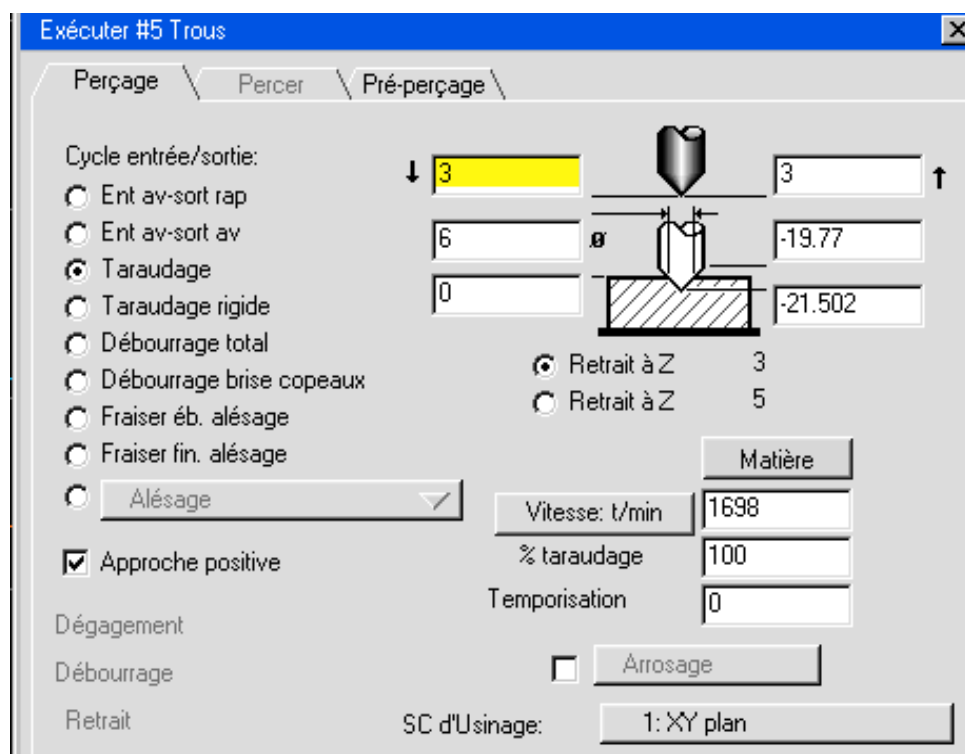 Exécuter #5 Trous
Perçage Percer Pré-perçage
Cycle entrée/sortie:
Ent av-sort rap
Ent av-sort av
Taraudage
Taraudage rigide
Débourrage total
Débourrage brise copeaux
Fraiser éb. alésage
Fraiser fin. alésage
Alésage
Approche positive
Dégagement
Débourrage
Retrait
3 3
6 ø -19.77
0 -21.502
Retrait à Z 3
Retrait à Z 5
Matière
Vitesse: t/min 1698
% taraudage 100
Temporisation 0
Arrosage
SC d'Usinage: 1: XY plan